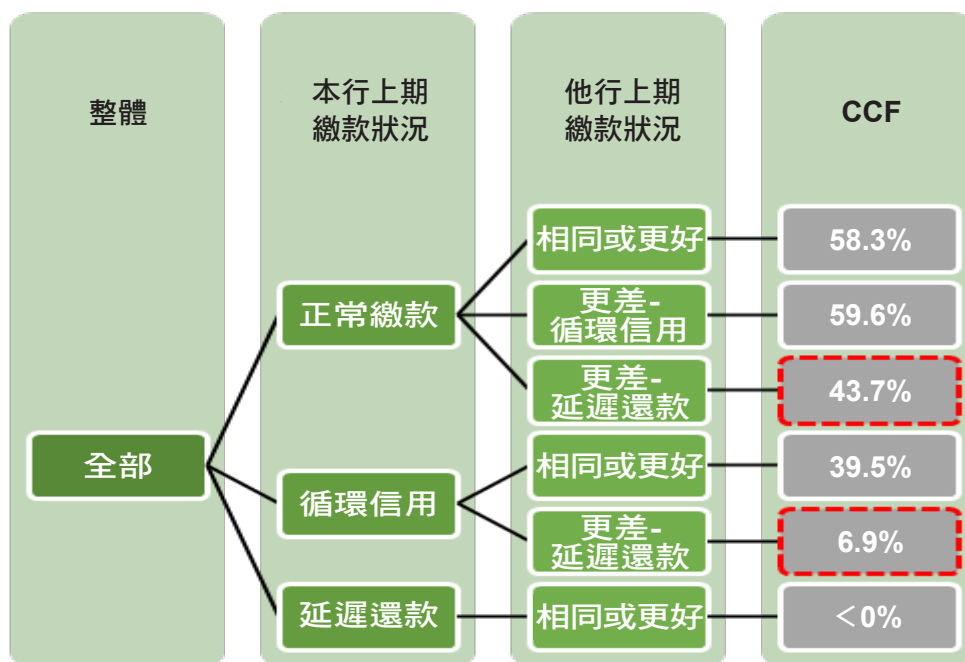 整體
本行上期
繳款狀況
他行上期
繳款狀況
CCF
相同或更好
58.3%
正常繳款
更差-
循環信用
59.6%
更差-
延遲還款
43.7%
全部
相同或更好
39.5%
循環信用
更差-
延遲還款
6.9%
延遲還款
相同或更好
＜0%